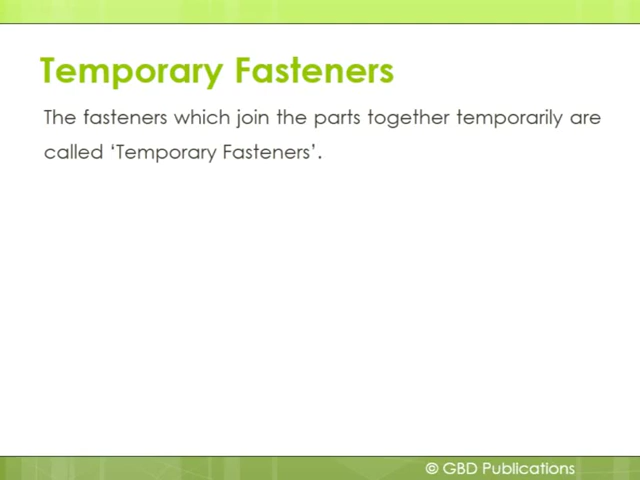 Temporary Fasteners
The fasteners which join the parts together temporarily are
called ‘Temporary Fasteners’.
© GBD Publications